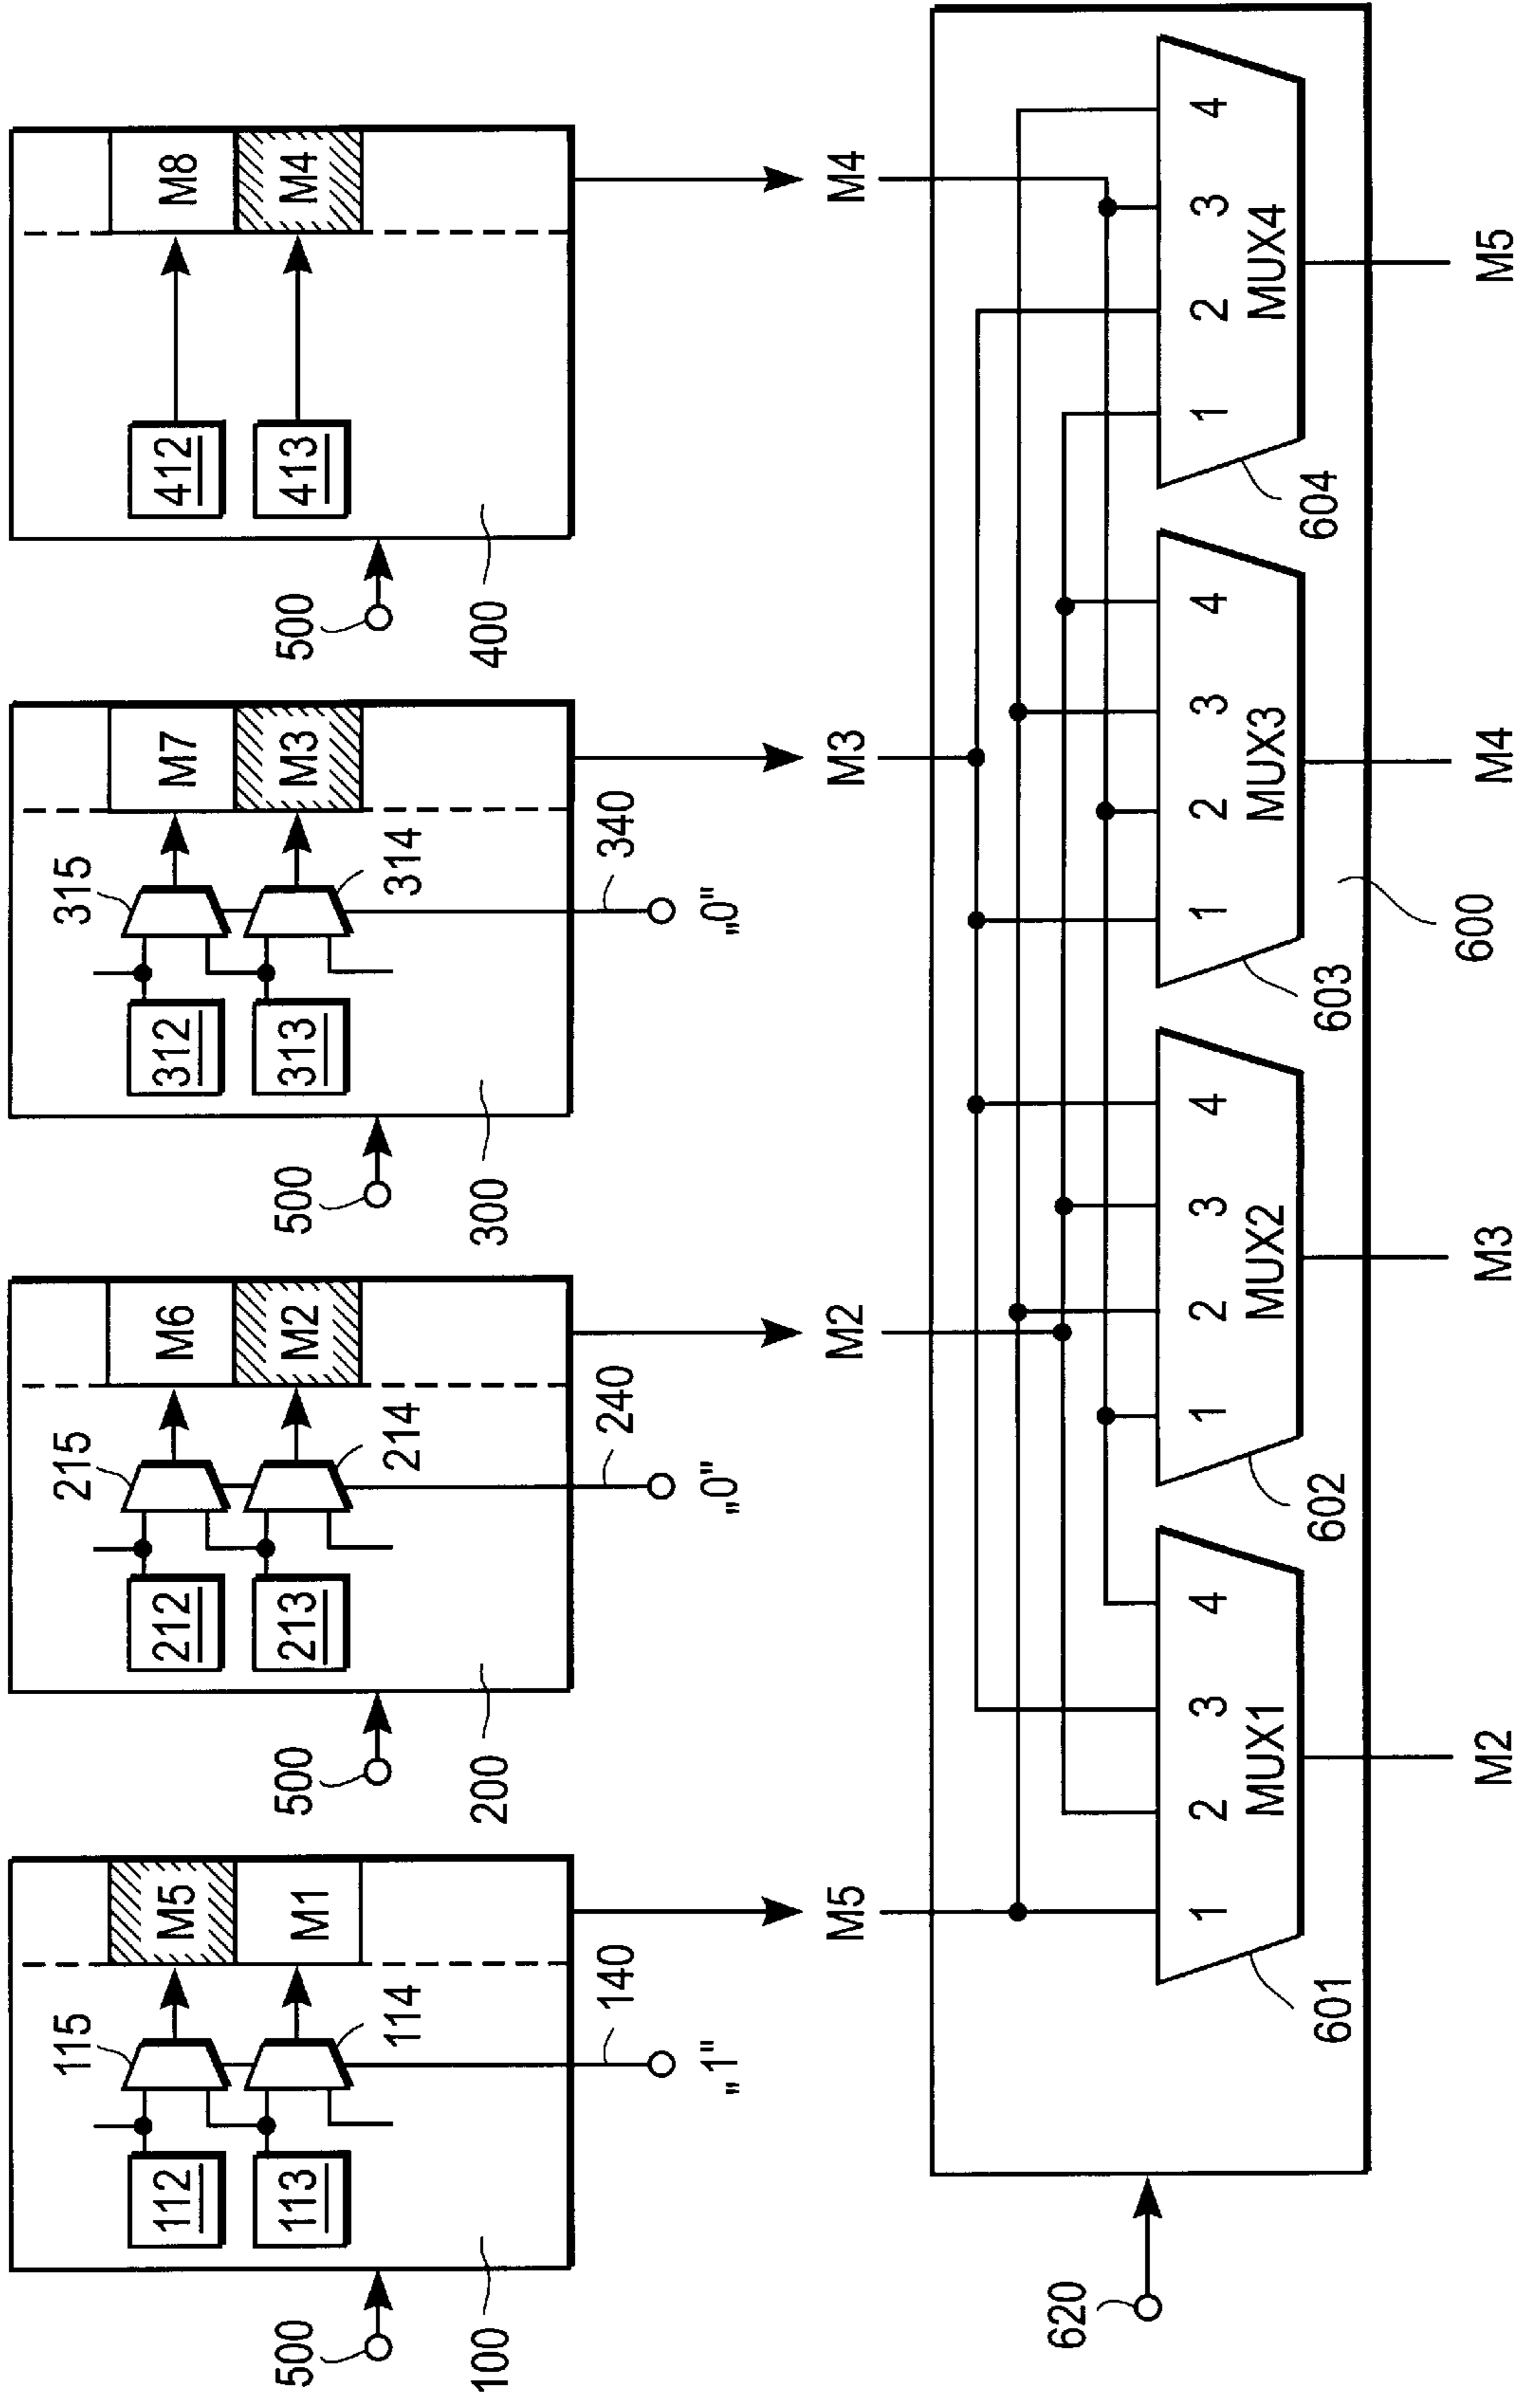 115 215 315
112 M5 212 M6 312 M7 412 M8
500 113 M1 500 213 M2 500 313 M3 500 413 M4
114 214 314
100 200 300 400
140 240 340
„1" „0" „0"
M5 M2 M3 M4
620
1 2 3 4 1 2 3 4 1 2 3 4 1 2 3 4
MUX1 MUX2 MUX3 MUX4
601 602 603 604
600
M2 M3 M4 M5